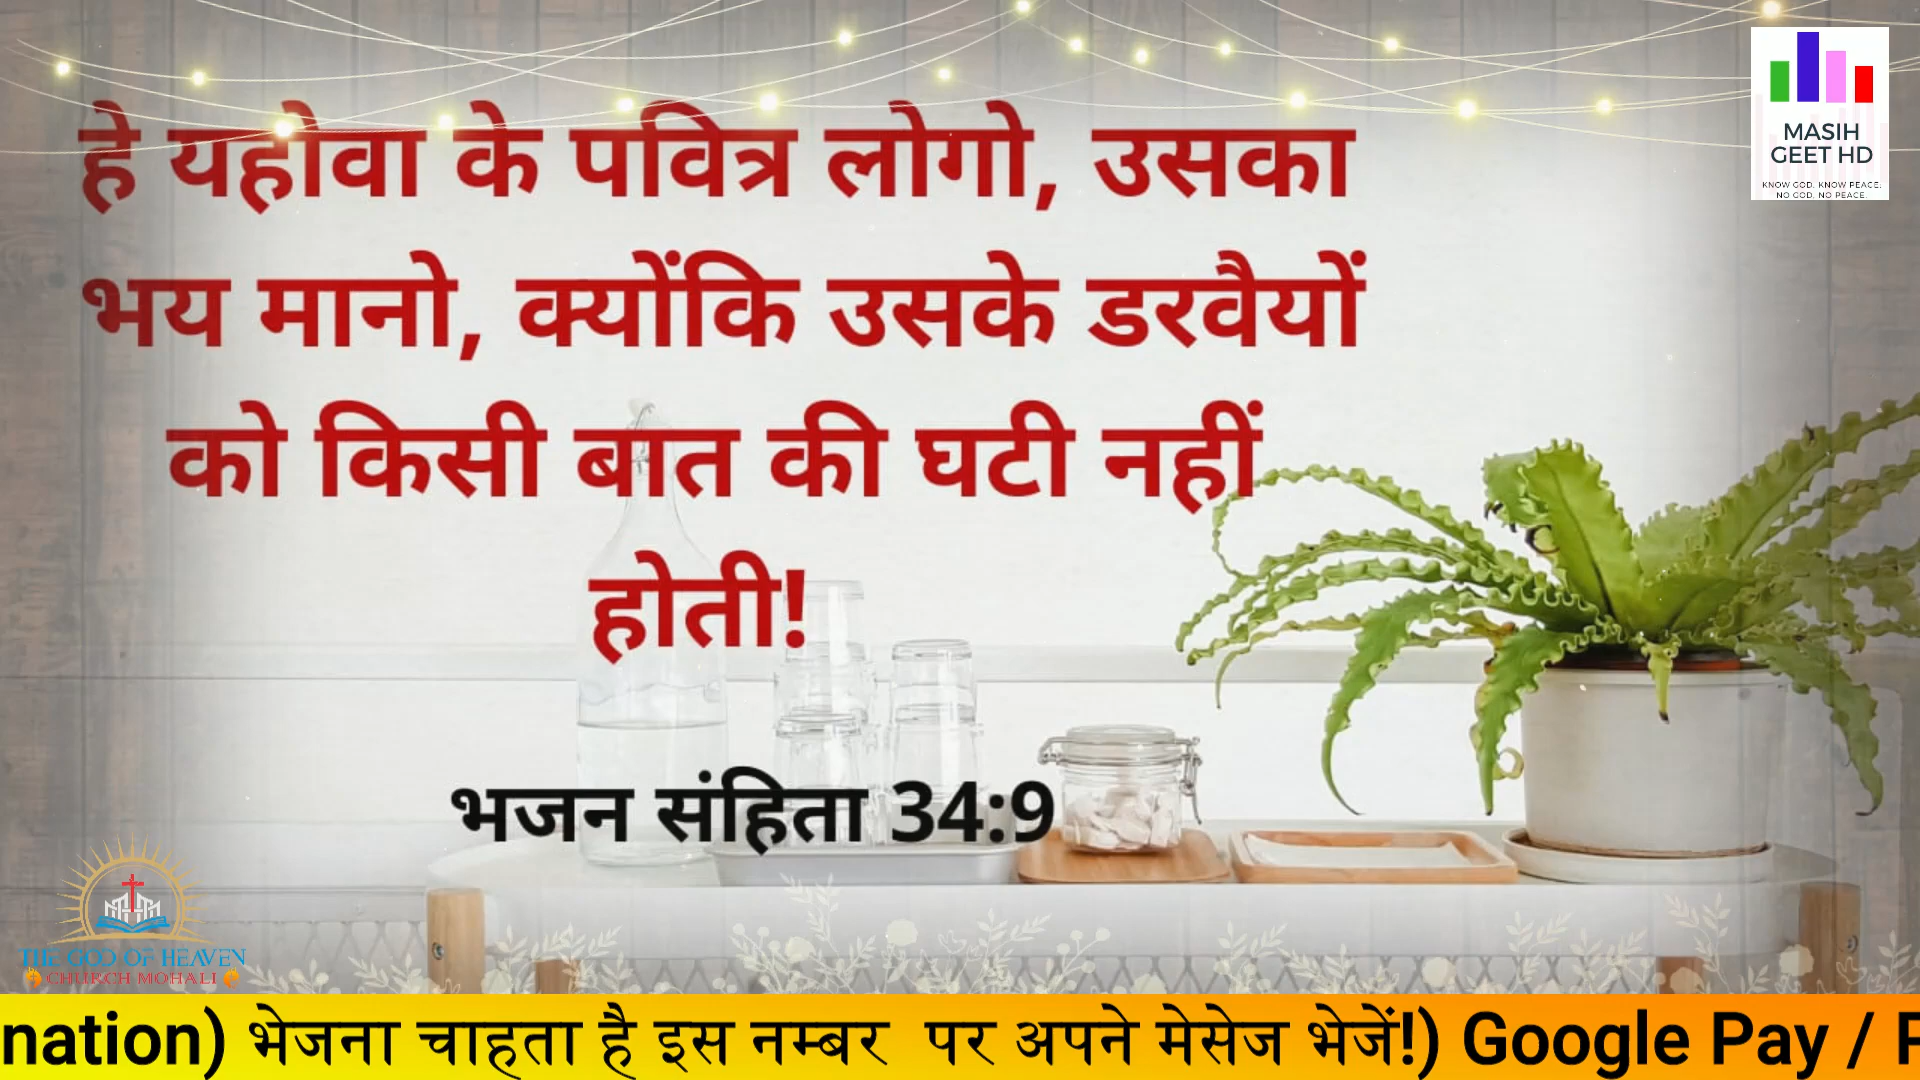 हे यहोवा के पवित्र लोगो, उसका
भय मानो, क्योंकि उसके डरवैयों
को किसी बात की घटी नहीं
होती!
भजन संहिता 34:9
MASIH
GEET HD
KNOW GOD, KNOW PEACE.
NO GOD, NO PEACE.
THE GOD OF HEAVEN
CHURCH MOHALI
nation) भेजना चाहता है इस नम्बर पर अपने मेसेज भेजें!) Google Pay /